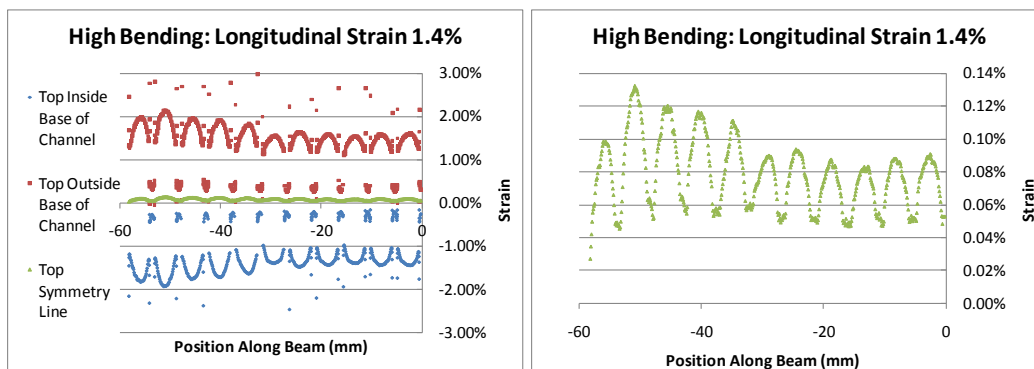 High Bending: Longitudinal Strain 1.4%
Top Inside
Base of
Channel
Top Outside
Base of
Channel
Top
Symmetry
Line
3.00%
2.00%
1.00%
0.00%
-1.00%
-2.00%
-3.00%
Strain
-60
-40
-20
0
Position Along Beam (mm)
High Bending: Longitudinal Strain 1.4%
0.14%
0.12%
0.10%
0.08%
0.06%
0.04%
0.02%
0.00%
Strain
-60
-40
-20
0
Position Along Beam (mm)